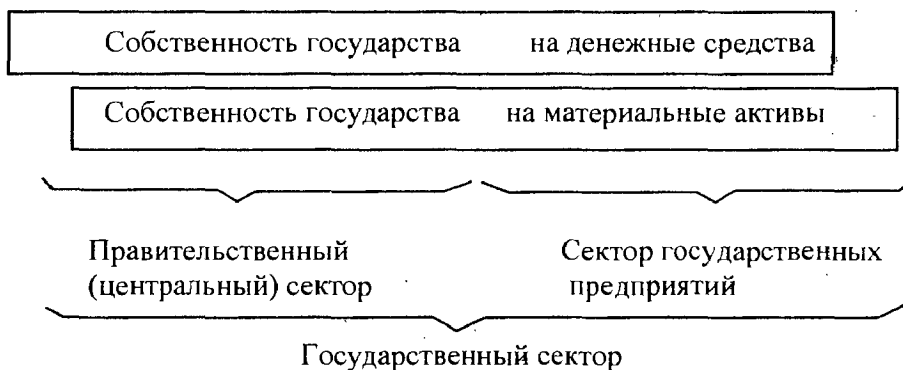 Собственность государства на денежные средства
Собственность государства на материальные активы
Правительственный
(центральный) сектор
Сектор государственных
предприятий
Государственный сектор